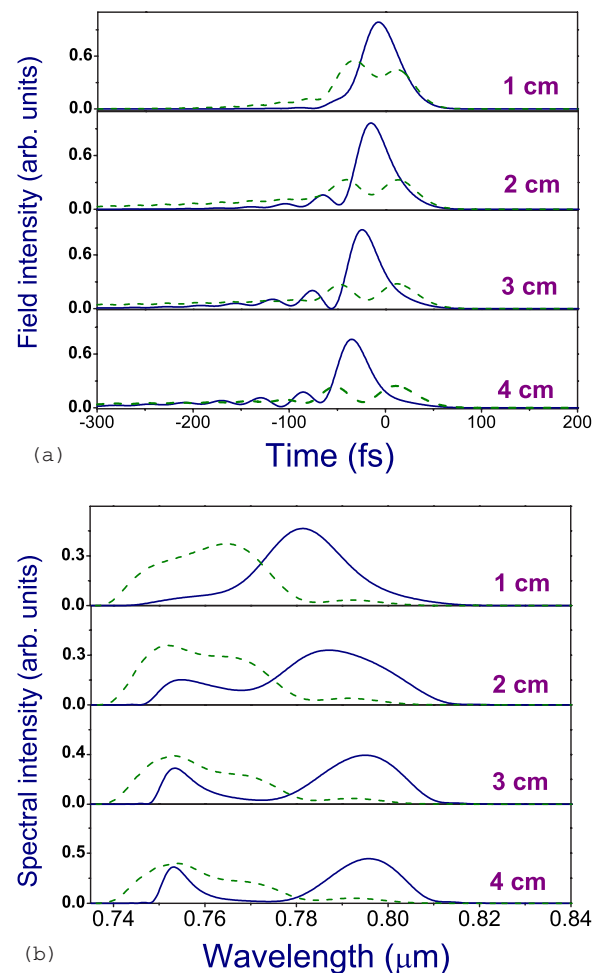 Field intensity (arb. units)
0.6
0.0
1 cm
0.6
0.0
2 cm
0.6
0.0
3 cm
0.6
0.0
4 cm
-300 -200 -100 0 100 200
Time (fs)
(a)
Spectral intensity (arb. units)
0.3
0.0
1 cm
0.3
0.0
2 cm
0.4
0.0
3 cm
0.5
0.0
4 cm
0.74 0.76 0.78 0.80 0.82 0.84
Wavelength (μm)
(b)